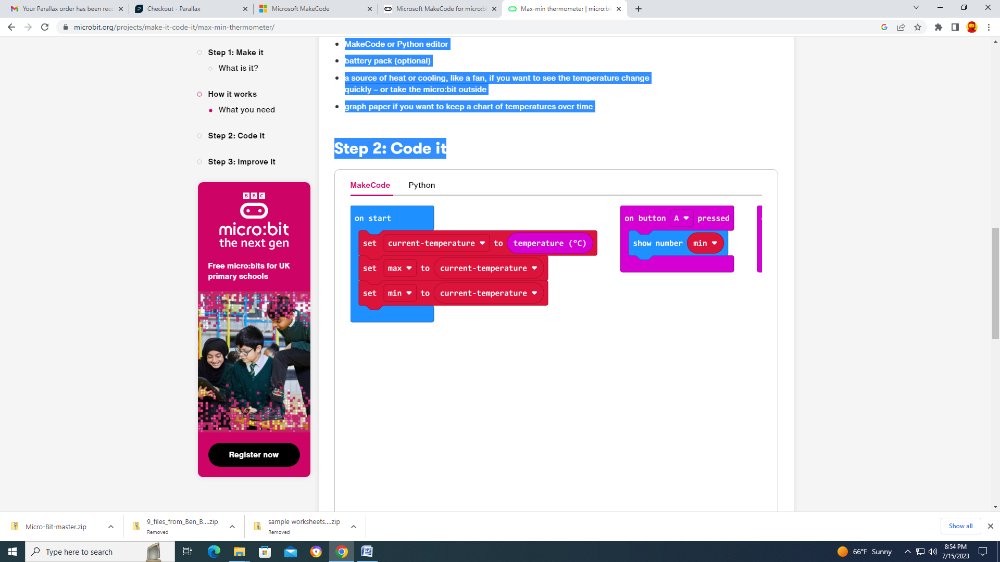 Your Parallax order has been rece
Checkout - Parallax
Microsoft MakeCode
Microsoft MakeCode for micro:bi
Max-min thermometer | micro:bit
microbit.org/projects/make-it-code-it/max-min-thermometer/
Step 1: Make it
What is it?
How it works
What you need
Step 2: Code it
Step 3: Improve it
BBC
micro:bit
the next gen
Free micro:bits for UK
primary schools
Register now
MakeCode or Python editor
battery pack (optional)
a source of heat or cooling, like a fan, if you want to see the temperature change
quickly – or take the micro:bit outside
graph paper if you want to keep a chart of temperatures over time
Step 2: Code it
MakeCode Python
on start
set current-temperature to temperature (°C)
set max to current-temperature
set min to current-temperature
on button A pressed
show number min
Micro-Bit-master.zip
9_files_from_Ben_B....zip
Removed
sample worksheets....zip
Removed
Show all
Type here to search
66°F Sunny
8:54 PM
7/15/2023